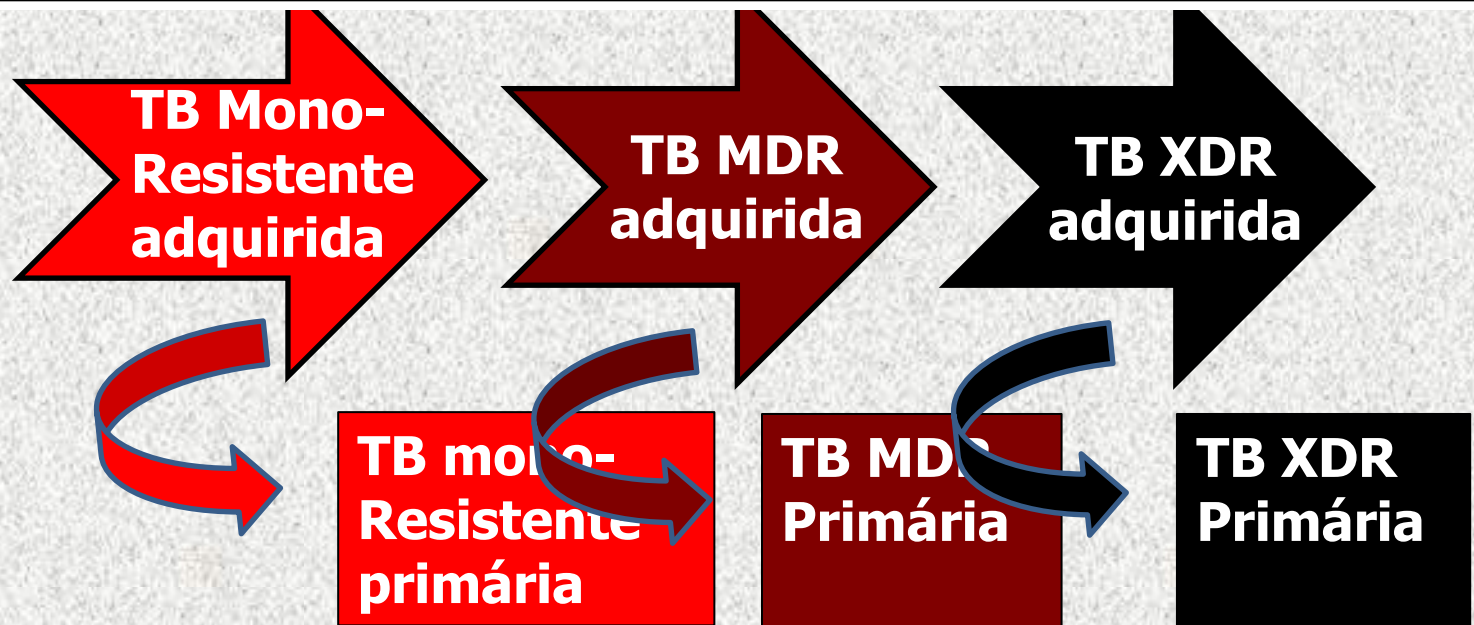 TB Mono-
Resistente
adquirida
TB MDR
adquirida
TB XDR
adquirida
TB mono-
Resistente
primária
TB MDR
Primária
TB XDR
Primária